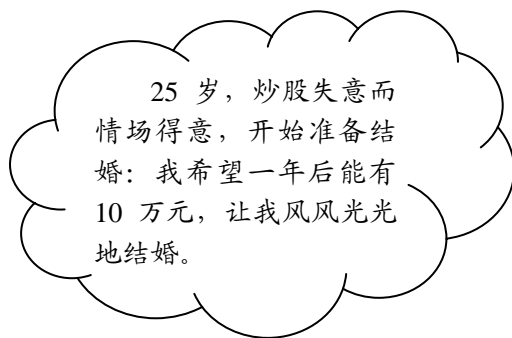 25 岁，炒股失意而
情场得意，开始准备结
婚：我希望一年后能有
10 万元，让我风风光光
地结婚。